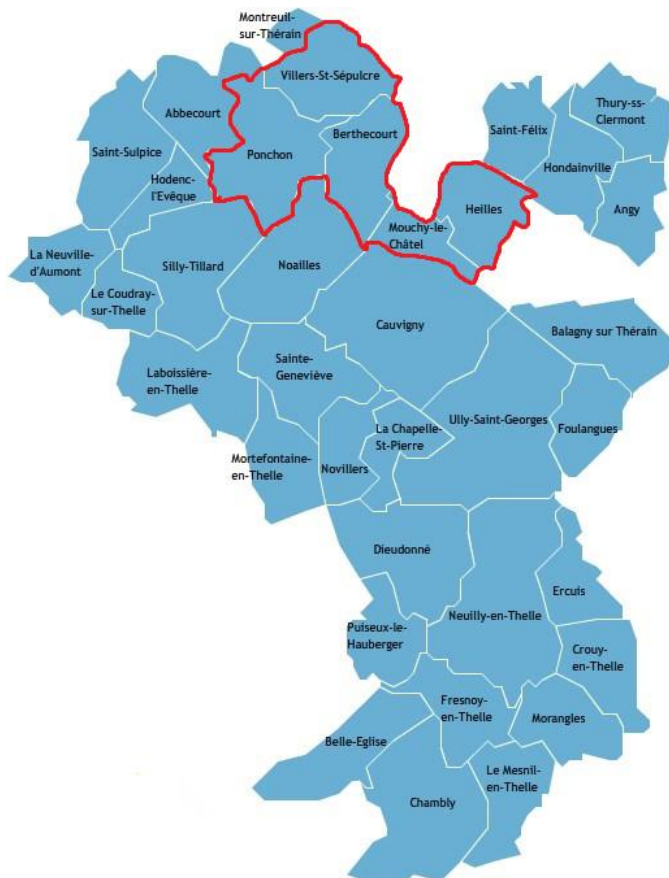 Montreuil-
sur-Thérain
Villers-St-Sépulcre
Abbecourt
Thury-ss-
Clermont
Berthecourt
Saint-Félix
Saint-Sulpice
Ponchon
Hondainville
Hodenc-
l'Evêque
Heilles
Angy
Mouchy-le-
Châtel
La Neuville-
d'Aumont
Silly-Tillard
Noailles
Le Coudray-
sur-Thelle
Cauvigny
Balagny sur Thérain
Sainte-
Geneviève
Laboissière-
en-Thelle
Ully-Saint-Georges
Foulangues
La Chapelle-
St-Pierre
Mortefontaine-
en-Thelle
Novillers
Dieudonné
Ercuis
Neuilly-en-Thelle
Puiseux-le-
Hauberger
Crouy-
en-Thelle
Fresnoy-
en-Thelle
Morangles
Belle-Eglise
Le Mesnil-
en-Thelle
Chambly